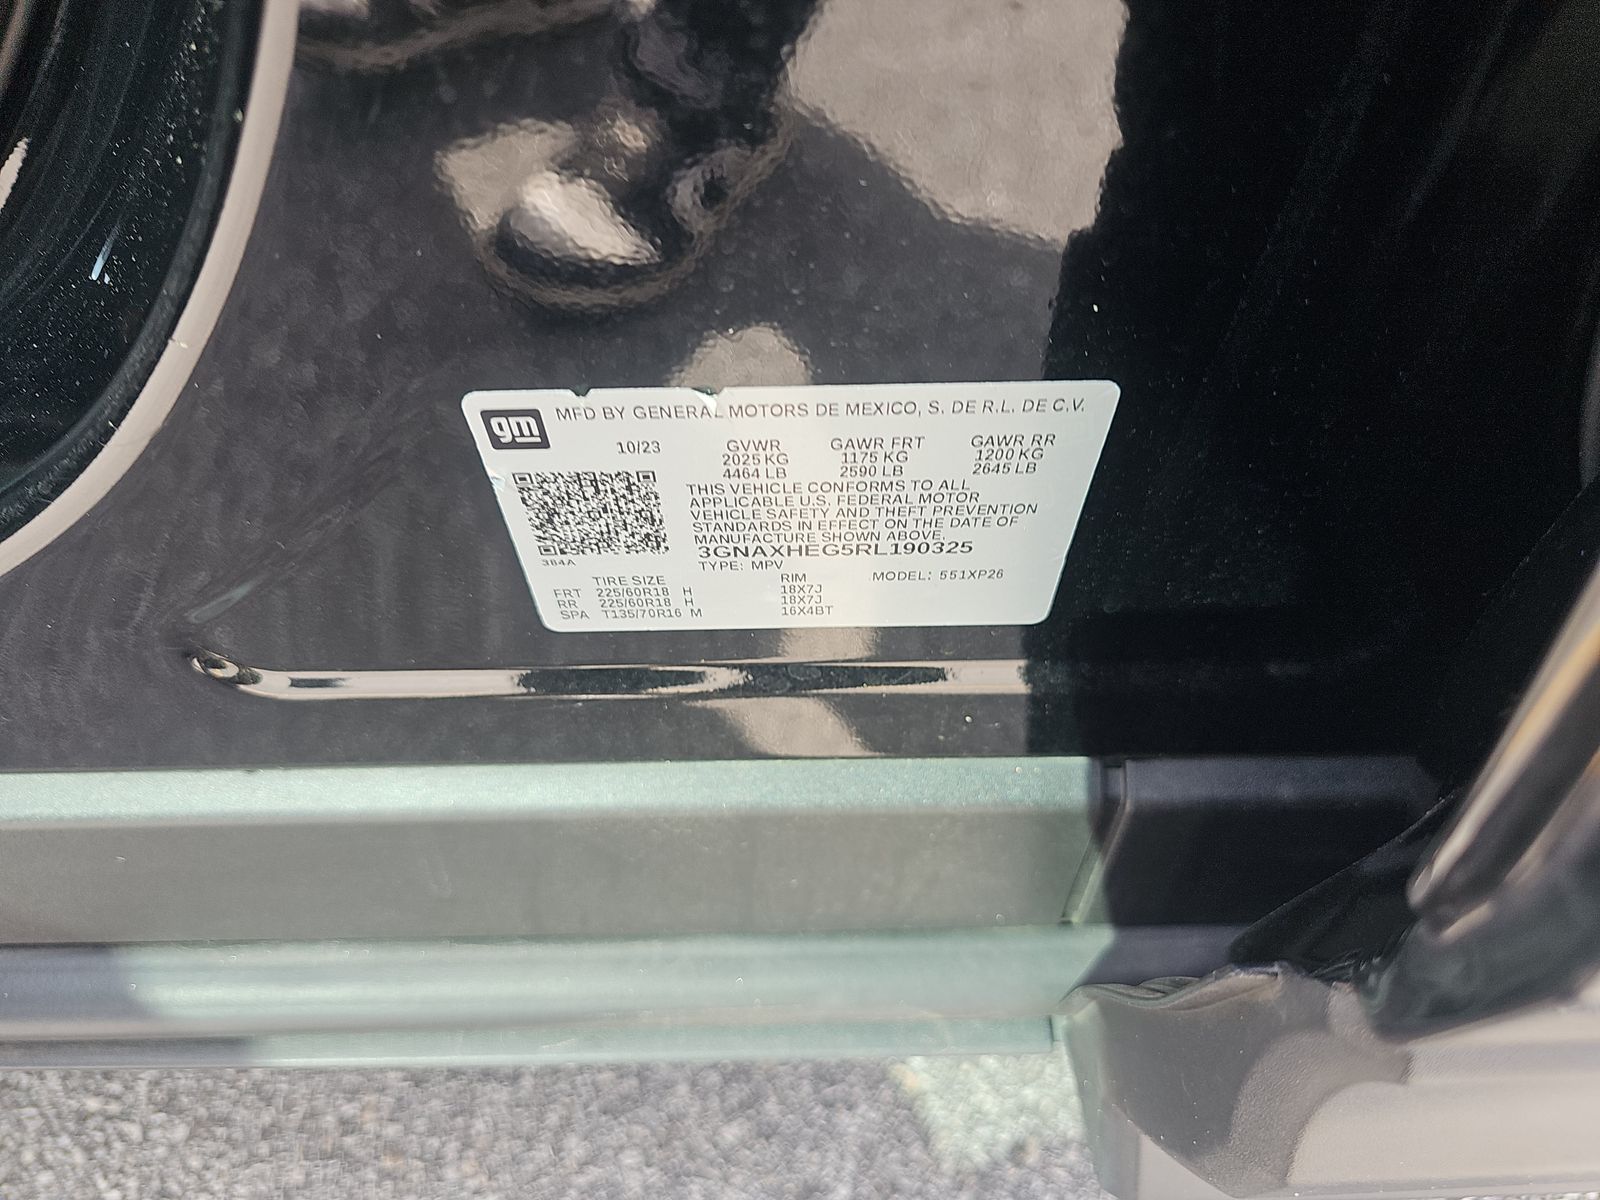 gm MFD BY GENERAL MOTORS DE MEXICO, S. DE R.L. DE C.V.
10/23 GVWR GAWR FRT GAWR RR
2025 KG 1175 KG 1200 KG
4464 LB 2590 LB 2645 LB
THIS VEHICLE CONFORMS TO ALL
APPLICABLE U.S. FEDERAL MOTOR
VEHICLE SAFETY AND THEFT PREVENTION
STANDARDS IN EFFECT ON THE DATE OF
MANUFACTURE SHOWN ABOVE.
3GNAXHEG5RL190325
384A TYPE: MPV MODEL: 551XP26
TIRE SIZE RIM
FRT 225/60R18 H 18X7J
RR 225/60R18 H 18X7J
SPA T135/70R16 M 16X4BT